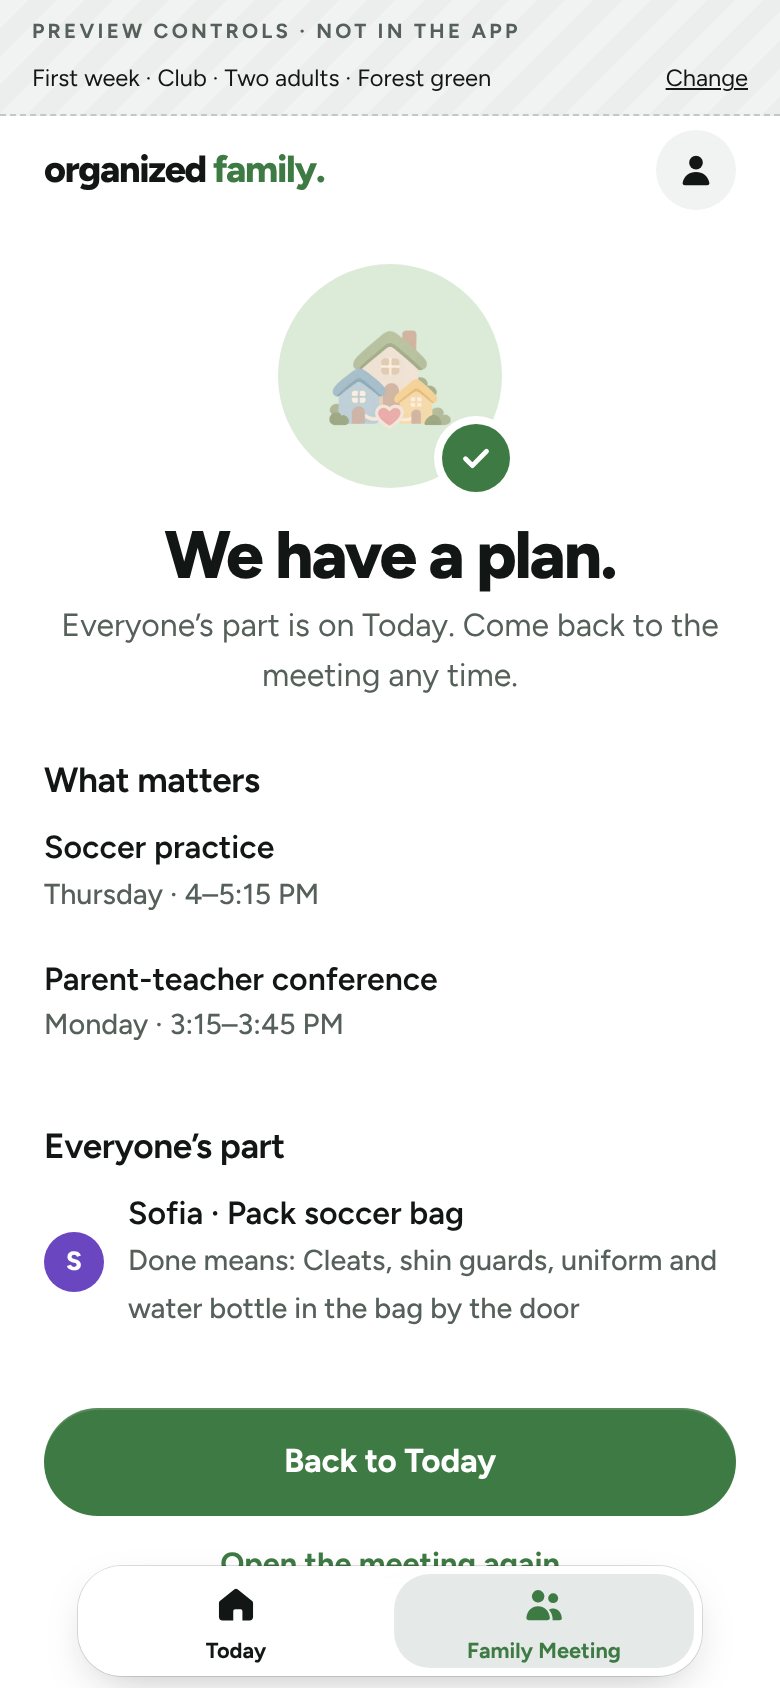 PREVIEW CONTROLS · NOT IN THE APP
First week · Club · Two adults · Forest green
Change
organized family.
We have a plan.
Everyone’s part is on Today. Come back to the
meeting any time.
What matters
Soccer practice
Thursday · 4–5:15 PM
Parent-teacher conference
Monday · 3:15–3:45 PM
Everyone’s part
Sofia · Pack soccer bag
S
Done means: Cleats, shin guards, uniform and
water bottle in the bag by the door
Back to Today
Open the meeting again
Today
Family Meeting